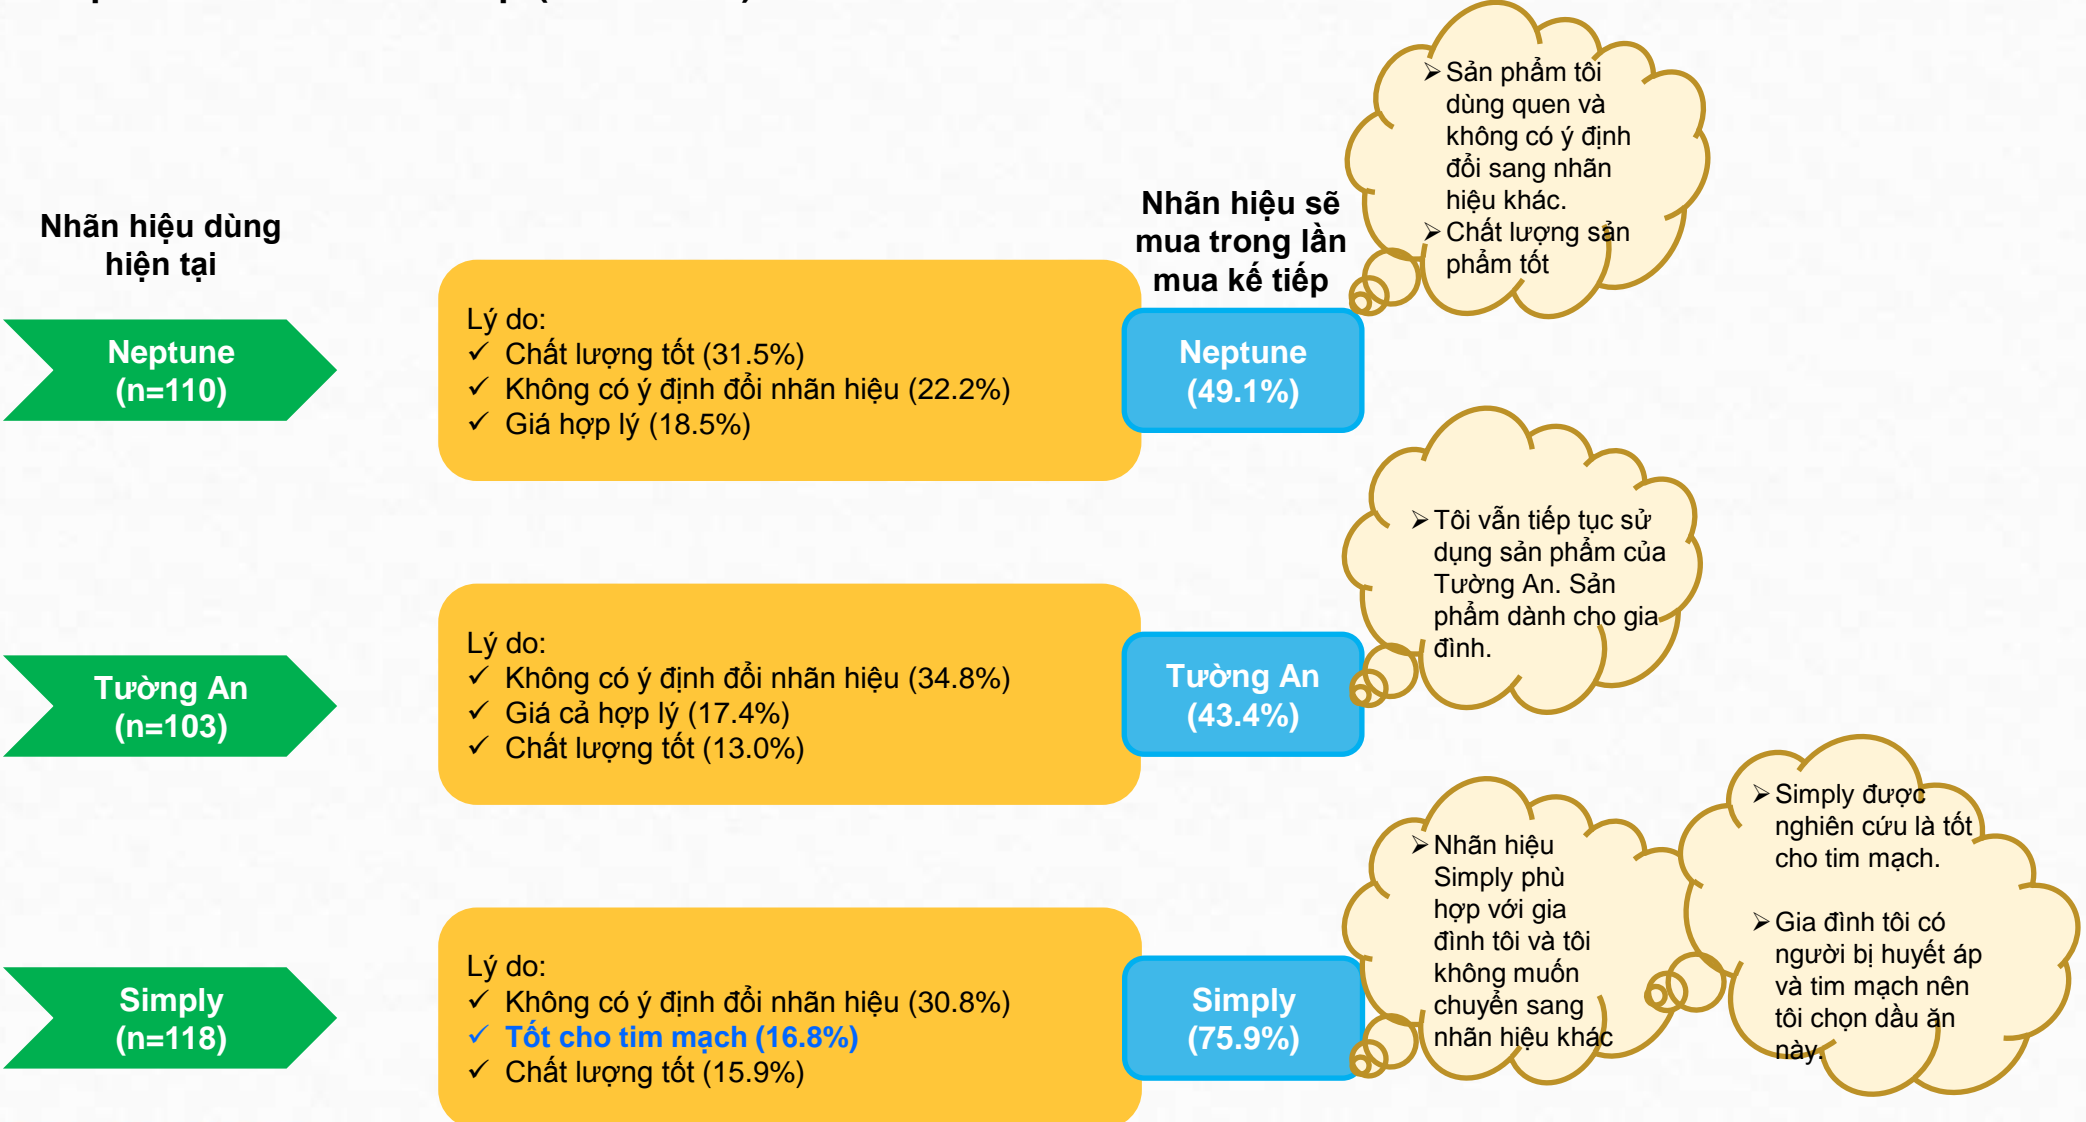 Nhãn hiệu dùng
hiện tại
Nhãn hiệu sẽ
mua trong lần
mua kế tiếp
Neptune
(n=110)
Lý do:
✓ Chất lượng tốt (31.5%)
✓ Không có ý định đổi nhãn hiệu (22.2%)
✓ Giá hợp lý (18.5%)
Neptune
(49.1%)
➢ Sản phẩm tôi
dùng quen và
không có ý định
đổi sang nhãn
hiệu khác.
➢ Chất lượng sản
phẩm tốt
Tường An
(n=103)
Lý do:
✓ Không có ý định đổi nhãn hiệu (34.8%)
✓ Giá cả hợp lý (17.4%)
✓ Chất lượng tốt (13.0%)
Tường An
(43.4%)
➢ Tôi vẫn tiếp tục sử
dụng sản phẩm của
Tường An. Sản
phẩm dành cho gia
đình.
Simply
(n=118)
Lý do:
✓ Không có ý định đổi nhãn hiệu (30.8%)
✓ Tốt cho tim mạch (16.8%)
✓ Chất lượng tốt (15.9%)
Simply
(75.9%)
➢ Nhãn hiệu
Simply phù
hợp với gia
đình tôi và tôi
không muốn
chuyển sang
nhãn hiệu khác
➢ Simply được
nghiên cứu là tốt
cho tim mạch.
➢ Gia đình tôi có
người bị huyết áp
và tim mạch nên
tôi chọn dầu ăn
này.